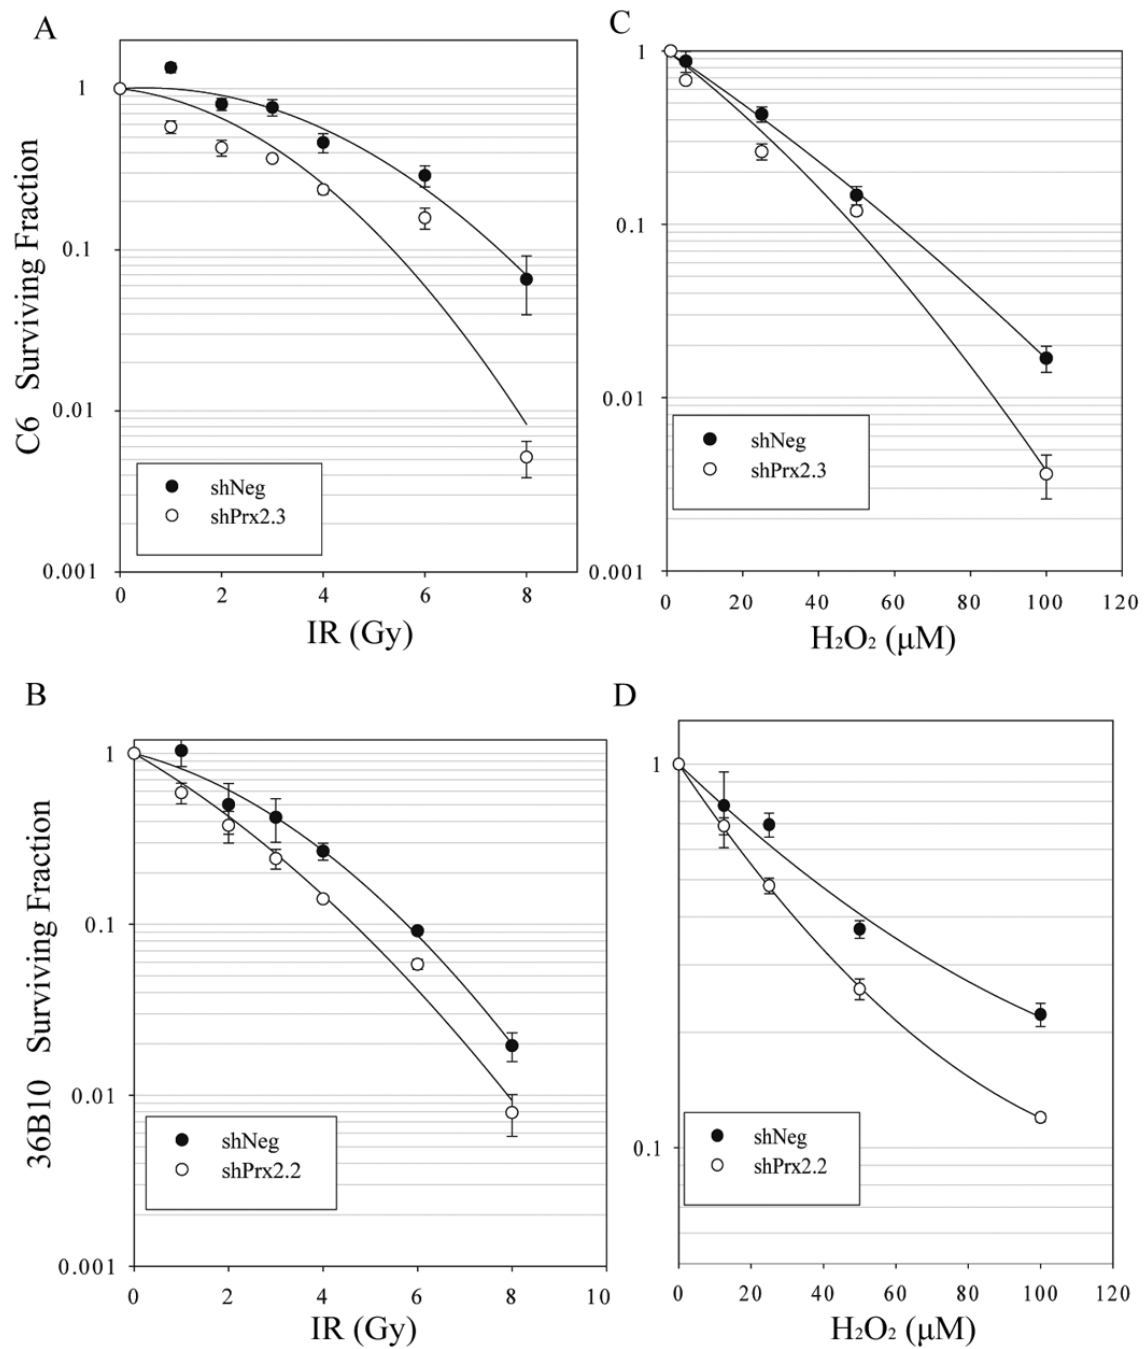 A
C6 Surviving Fraction
1
0.1
0.01
0.001
shNeg
shPrx2.3
0 2 4 6 8
IR (Gy)
C
1
0.1
0.01
0.001
shNeg
shPrx2.3
0 20 40 60 80 100 120
H₂O₂ (μM)
B
36B10 Surviving Fraction
1
0.1
0.01
0.001
shNeg
shPrx2.2
0 2 4 6 8 10
IR (Gy)
D
1
0.1
shNeg
shPrx2.2
0 20 40 60 80 100 120
H₂O₂ (μM)